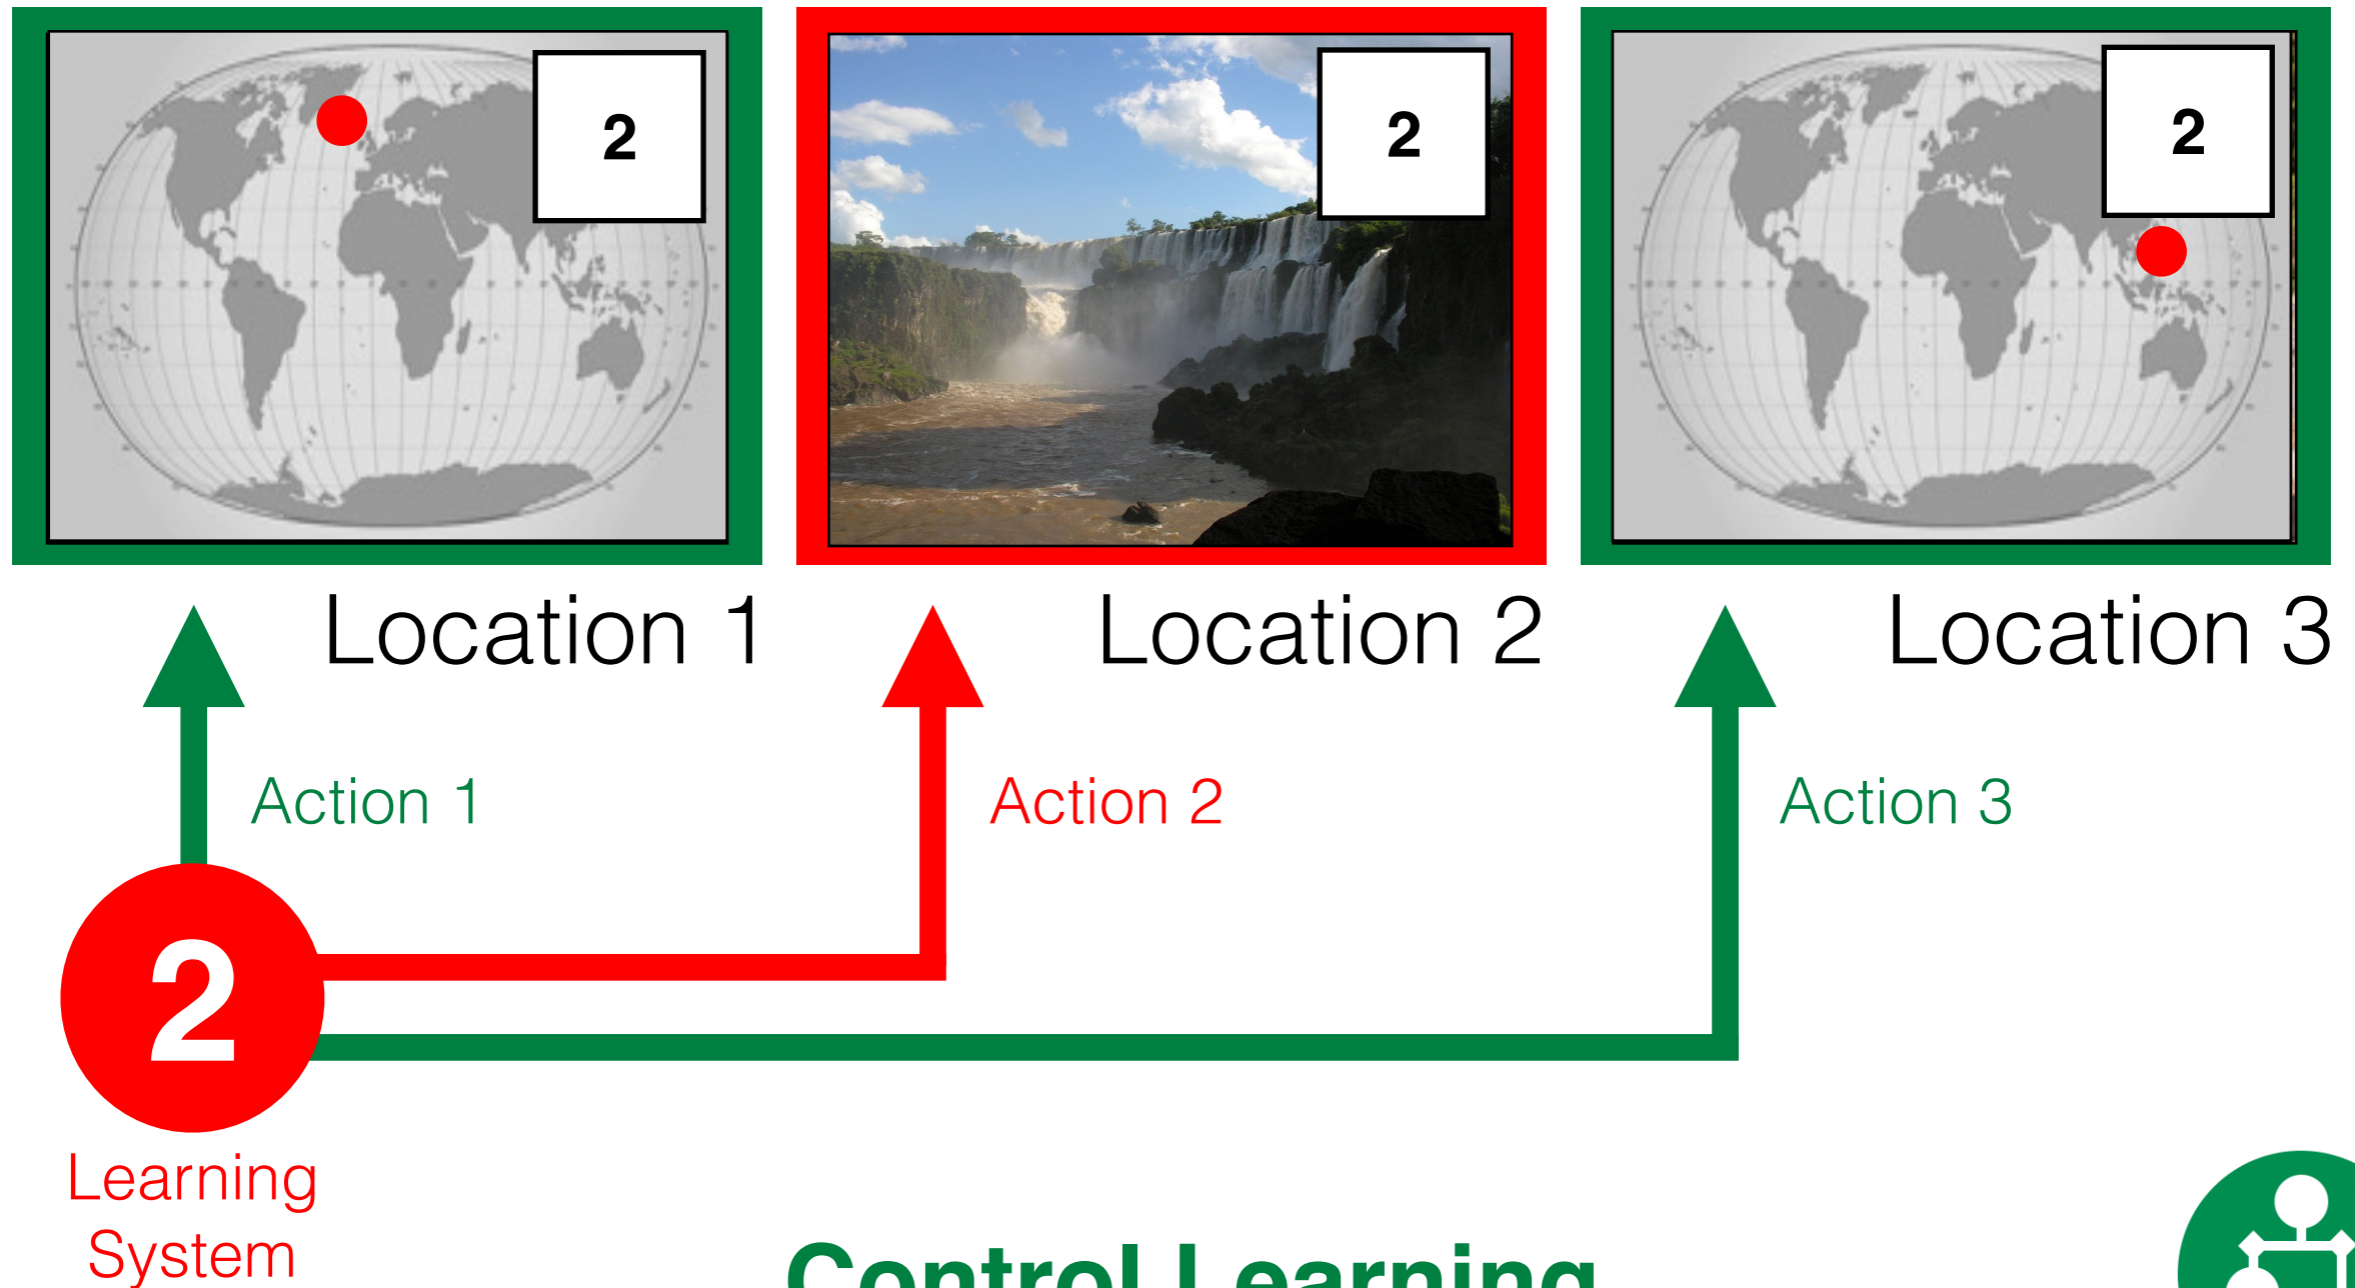 2
2
2
Location 1
Location 2
Location 3
Action 1
Action 2
Action 3
2
Learning
System
Control Learning